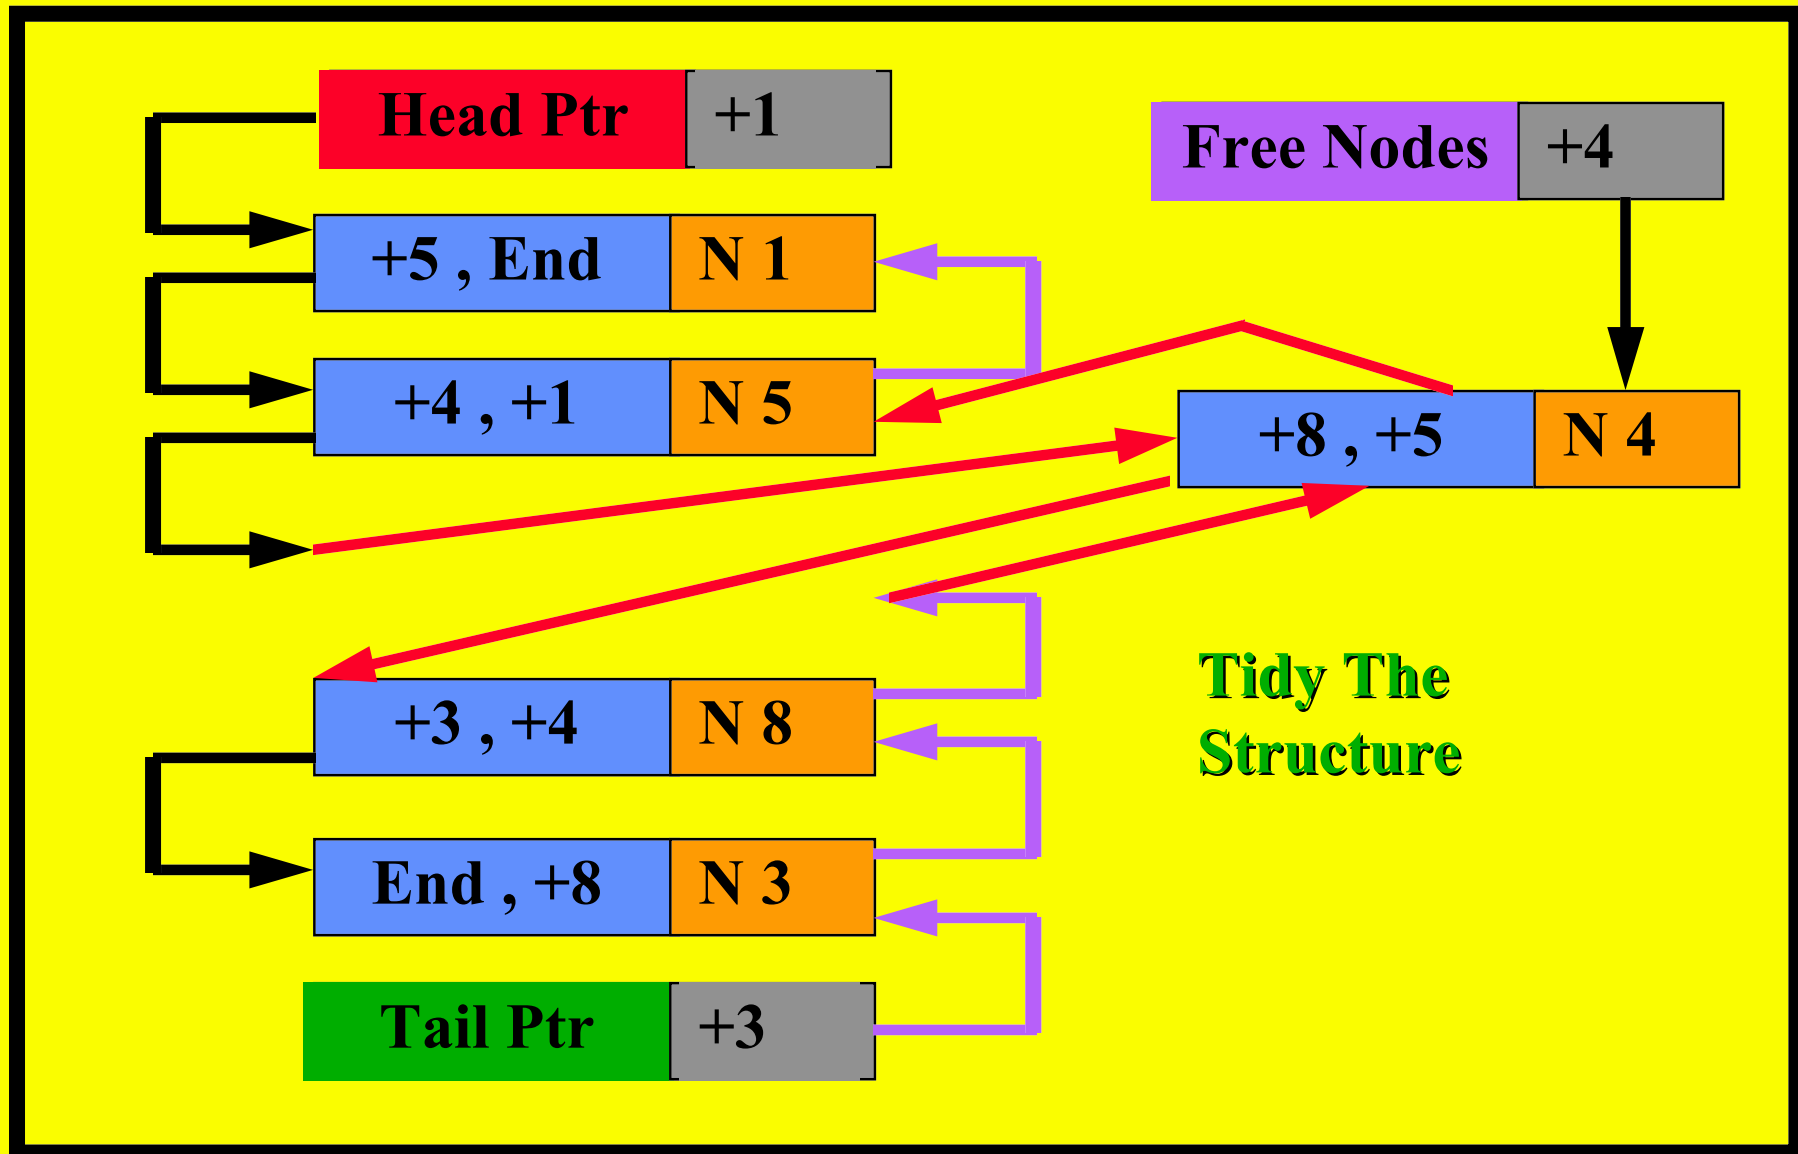 Head Ptr +1
Free Nodes +4
+5 , End N 1
+4 , +1 N 5
+8 , +5 N 4
+3 , +4 N 8
Tidy The
Structure
End , +8 N 3
Tail Ptr +3